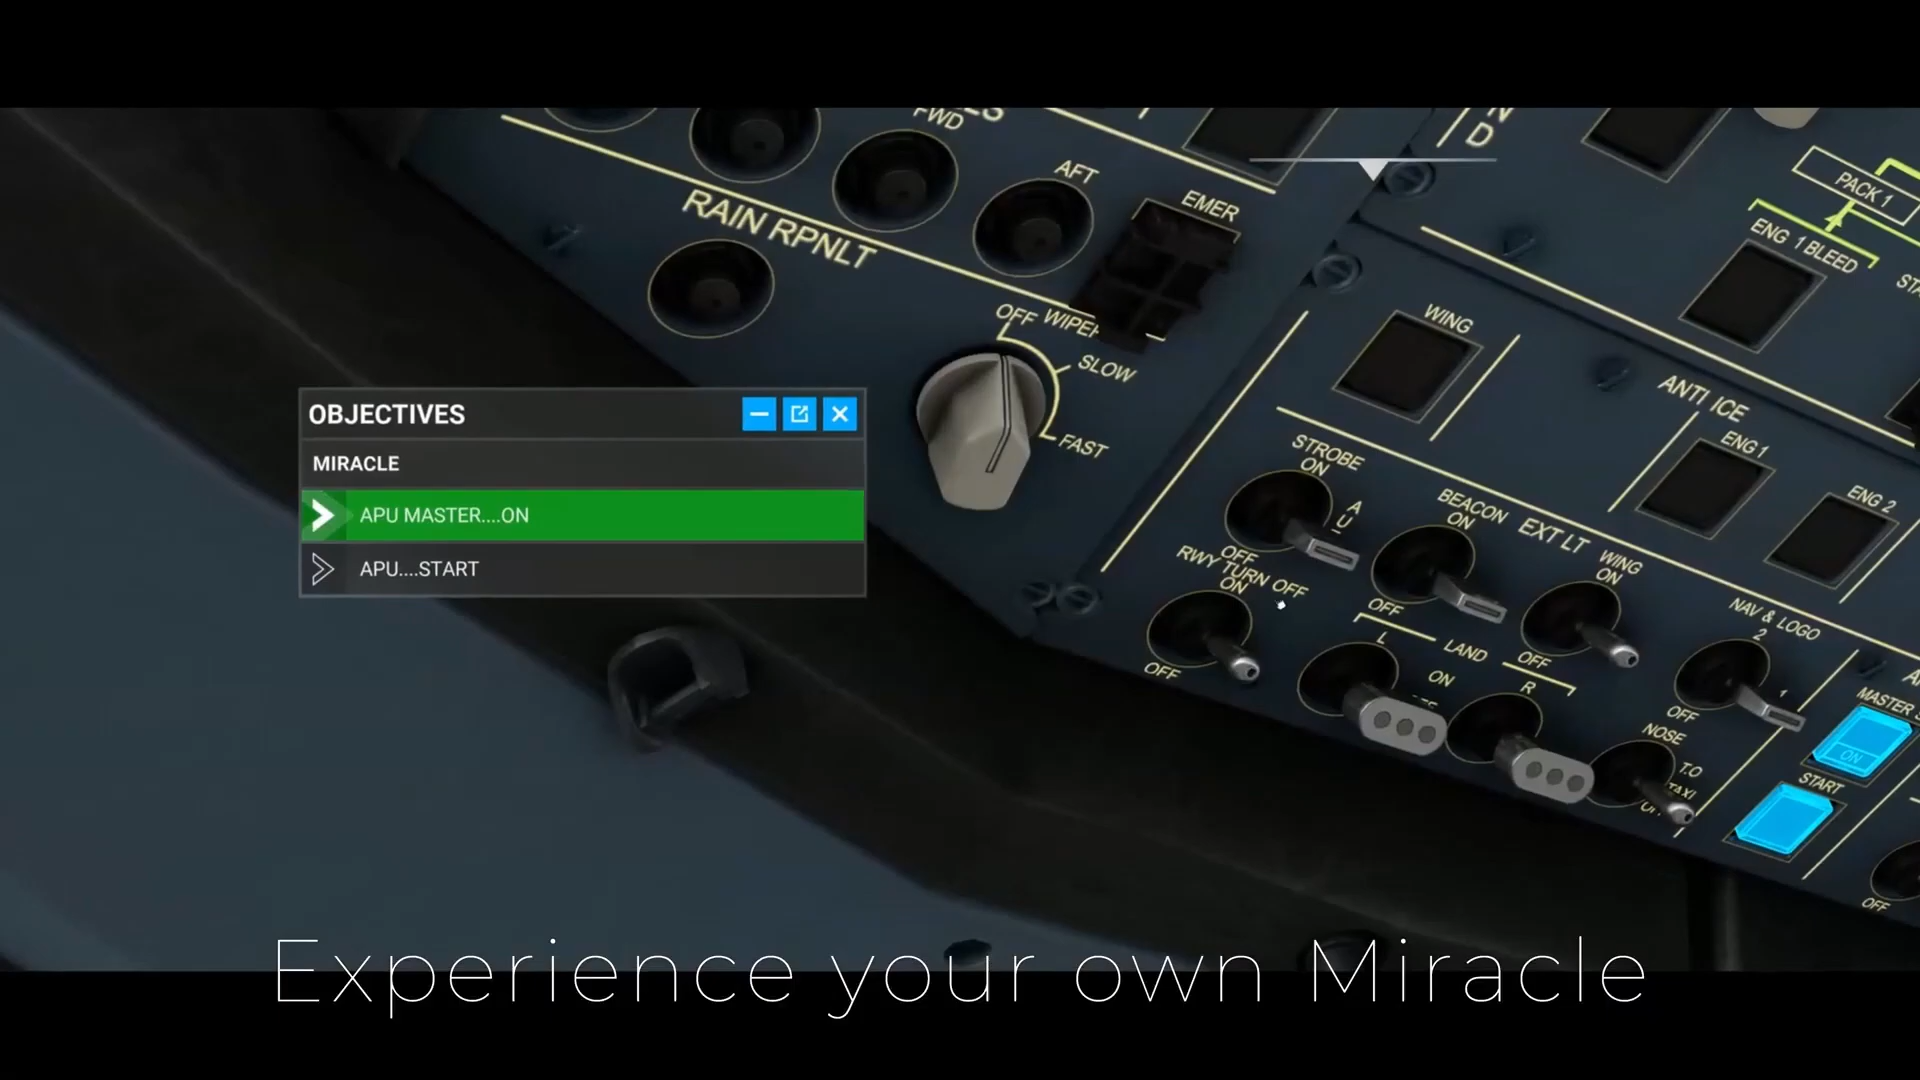 FWD
AFT
EMER
RAIN RPNLT
N
D
PACK 1
ENG 1 BLEED
OFF
SLOW
FAST
WING
ANTI ICE
ENG 1
ENG 2
OBJECTIVES
MIRACLE
APU MASTER....ON
APU....START
STROBE
ON
OFF
BEACON
ON
OFF
EXT LT
WING
ON
OFF
RWY TURN OFF
ON
OFF
NAV & LOGO
2
1
OFF
L
LAND
R
ON
NOSE
T.O
TAXI
MASTER
ON
START
OFF
Experience your own Miracle